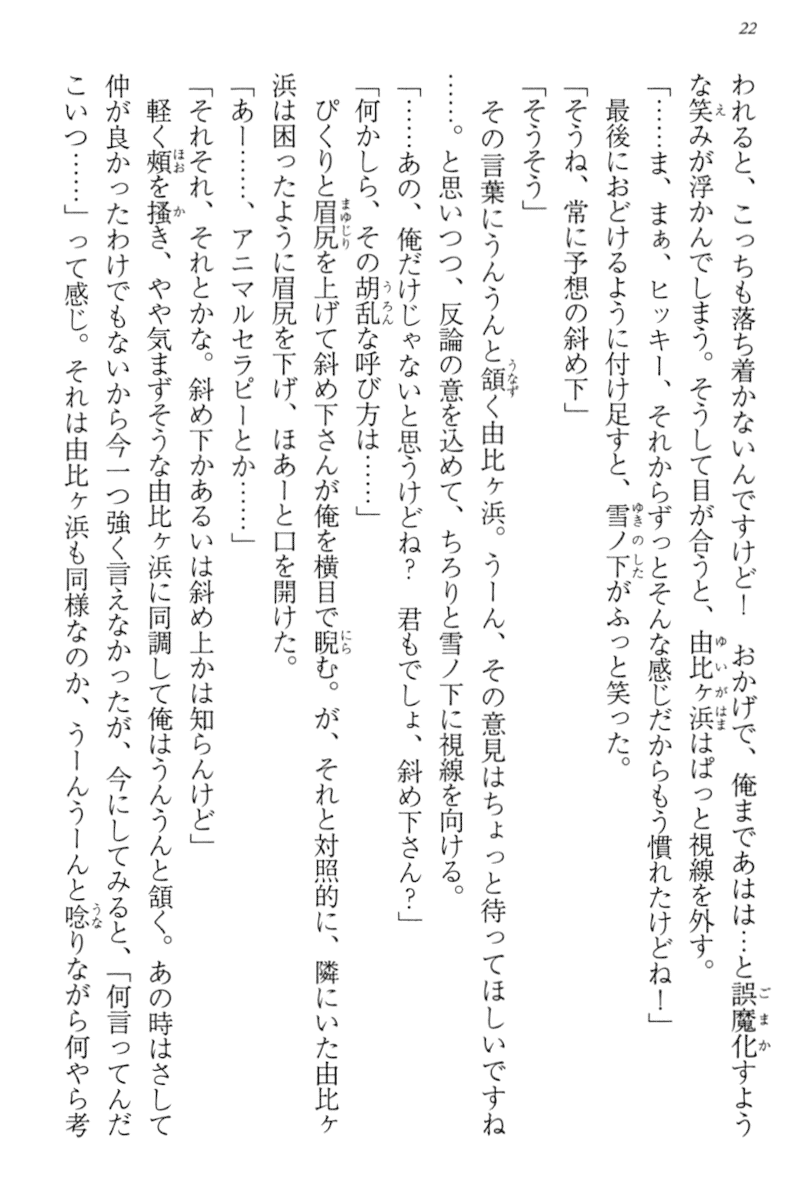 22
われると、こっちも落ち着かないんですけど！　おかげで、俺まであはは…と誤魔化すよう
な笑みが浮かんでしまう。そうして目が合うと、由比ヶ浜はぱっと視線を外す。
「……ま、まぁ、ヒッキー、それからずっとそんな感じだからもう慣れたけどね！」
　最後におどけるように付け足すと、雪ノ下がふっと笑った。
「そうね、常に予想の斜め下」
「そうそう」
　その言葉にうんうんと頷く由比ヶ浜。うーん、その意見はちょっと待ってほしいですね
……。と思いつつ、反論の意を込めて、ちろりと雪ノ下に視線を向ける。
「……あの、俺だけじゃないと思うけどね？　君もでしょ、斜め下さん？」
「何かしら、その胡乱な呼び方は……」
　ぴくりと眉尻を上げて斜め下さんが俺を横目で睨む。が、それと対照的に、隣にいた由比ヶ
浜は困ったように眉尻を下げ、ほあーと口を開けた。
「あー……、アニマルセラピーとか……」
「それそれ、それとかな。斜め下かあるいは斜め上かは知らんけど」
　軽く頰を搔き、やや気まずそうな由比ヶ浜に同調して俺はうんうんと頷く。あの時はさして
仲が良かったわけでもないから今一つ強く言えなかったが、今にしてみると、「何言ってんだ
こいつ……」って感じ。それは由比ヶ浜も同様なのか、うーんうーんと唸りながら何やら考